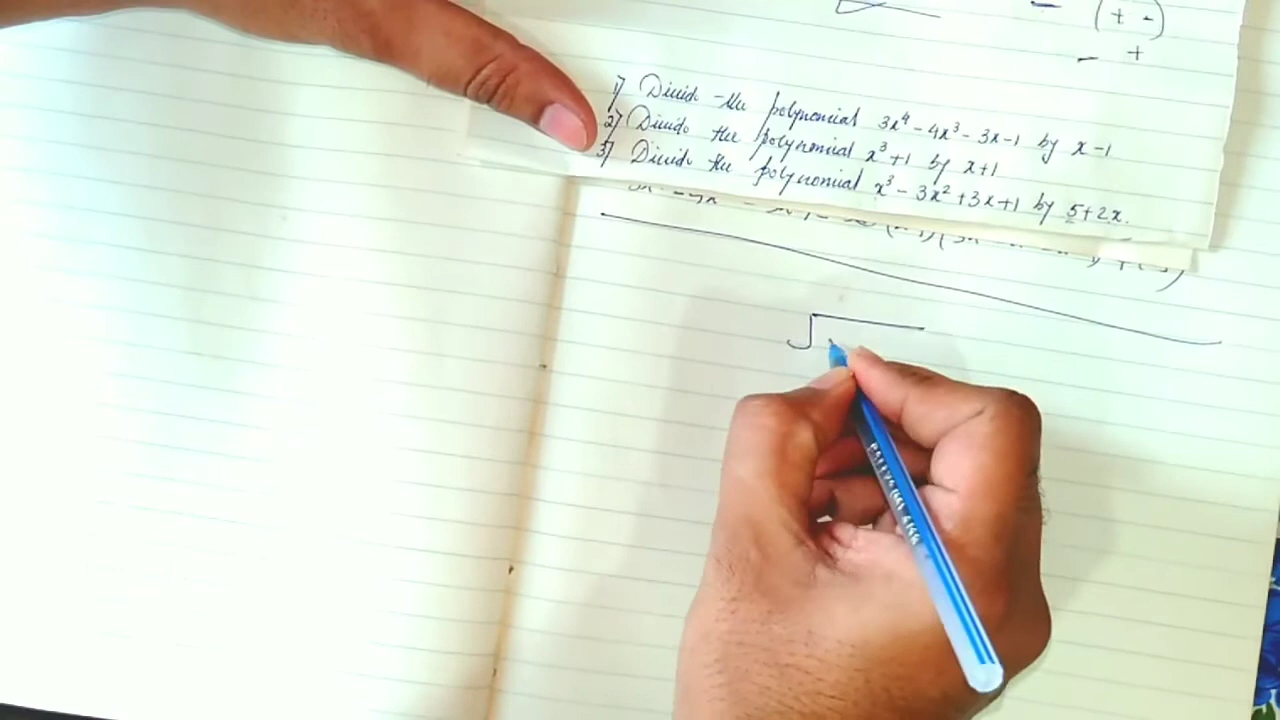 (+ -)
- +
1) Divide the polynomial 3x⁴ - 4x³ - 3x - 1 by x - 1
2) Divide the polynomial x³ + 1 by x + 1
3) Divide the polynomial x³ - 3x² + 3x + 1 by 5 + 2x.